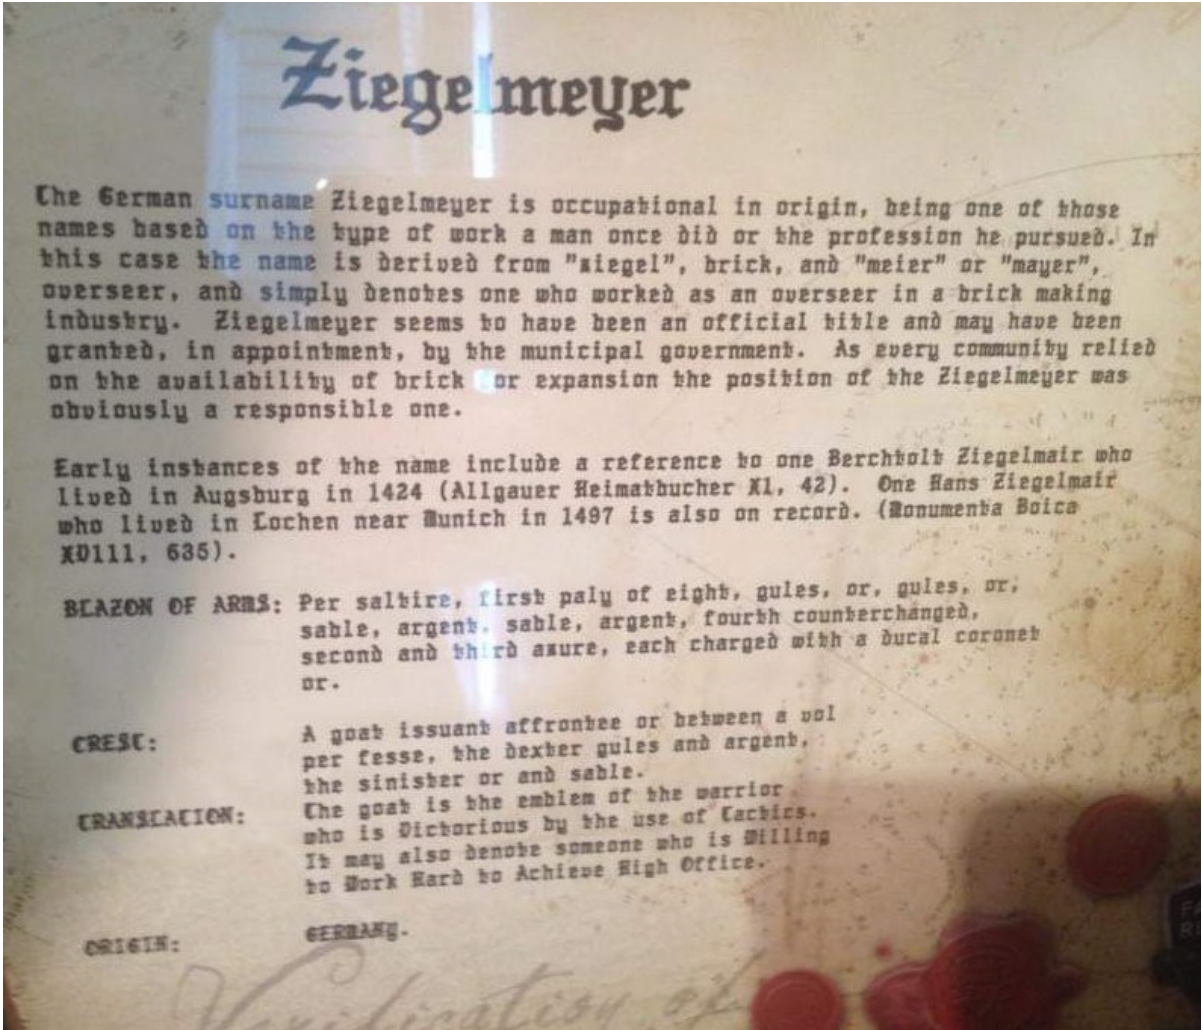 Ziegelmeyer
The German surname Ziegelmeyer is occupational in origin, being one of those
names based on the type of work a man once did or the profession he pursued. In
this case the name is derived from "ziegel", brick, and "meier" or "mayer",
overseer, and simply denotes one who worked as an overseer in a brick making
industry. Ziegelmeyer seems to have been an official title and may have been
granted, in appointment, by the municipal government. As every community relied
on the availability of brick for expansion the position of the Ziegelmeyer was
obviously a responsible one.
Early instances of the name include a reference to one Berchtolt Ziegelmair who
lived in Augsburg in 1424 (Allgauer Heimatbucher X1, 42). One Hans Ziegelmair
who lived in Lochen near Munich in 1497 is also on record. (Monumenta Boica
XV111, 635).
BLAZON OF ARMS: Per saltire, first paly of eight, gules, or, gules, or,
sable, argent, sable, argent, fourth counterchanged,
second and third azure, each charged with a ducal coronet
or.
CREST: A goat issuant affrontee or between a vol
per fesse, the dexter gules and argent,
the sinister or and sable.
TRANSLATION: The goat is the emblem of the warrior
who is Victorious by the use of Tactics.
It may also denote someone who is Willing
to Work Hard to Achieve High Office.
ORIGIN: GERMANY.
Verification of